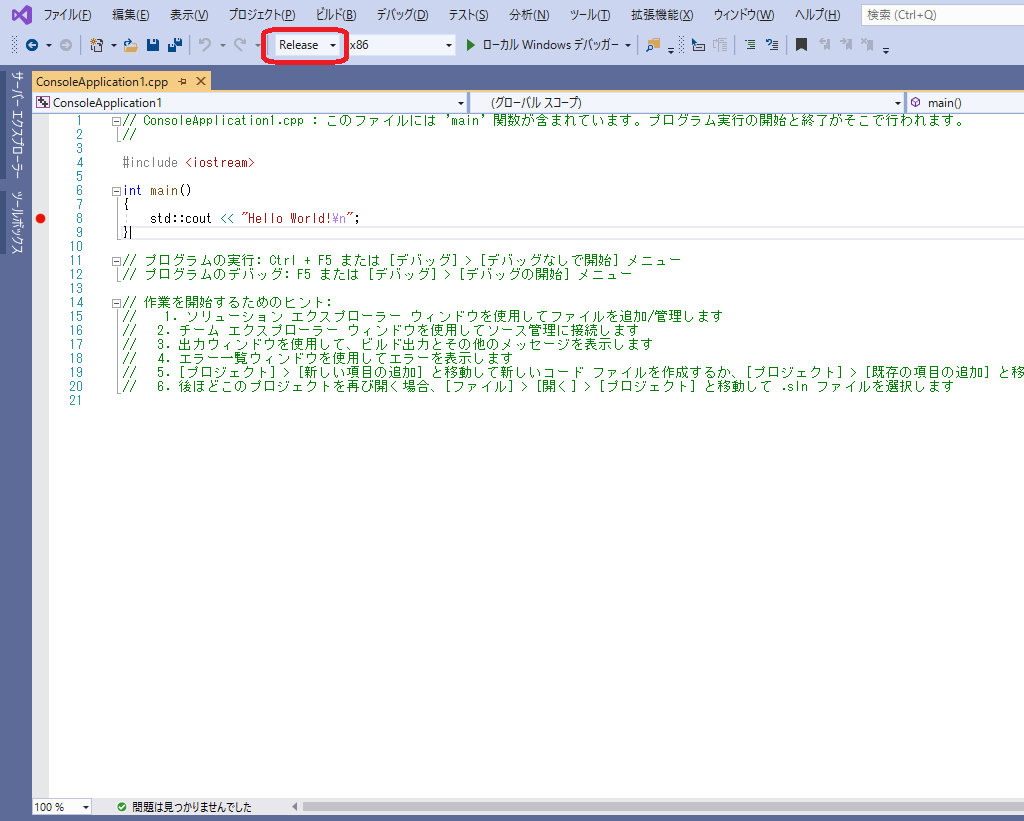 ファイル(F) 編集(E) 表示(V) プロジェクト(P) ビルド(B) デバッグ(D) テスト(S) 分析(N) ツール(T) 拡張機能(X) ウィンドウ(W) ヘルプ(H) 検索 (Ctrl+Q)
Release x86 ローカル Windows デバッガー
サーバー エクスプローラー
ツールボックス
ConsoleApplication1.cpp
ConsoleApplication1 (グローバル スコープ) main()
1 // ConsoleApplication1.cpp : このファイルには 'main' 関数が含まれています。プログラム実行の開始と終了がそこで行われます。
2 //
3
4 #include <iostream>
5
6 int main()
7 {
8 std::cout << "Hello World!¥n";
9 }
10
11 // プログラムの実行: Ctrl + F5 または [デバッグ] > [デバッグなしで開始] メニュー
12 // プログラムのデバッグ: F5 または [デバッグ] > [デバッグの開始] メニュー
13
14 // 作業を開始するためのヒント:
15 // 1. ソリューション エクスプローラー ウィンドウを使用してファイルを追加/管理します
16 // 2. チーム エクスプローラー ウィンドウを使用してソース管理に接続します
17 // 3. 出力ウィンドウを使用して、ビルド出力とその他のメッセージを表示します
18 // 4. エラー一覧ウィンドウを使用してエラーを表示します
19 // 5. [プロジェクト] > [新しい項目の追加] と移動して新しいコード ファイルを作成するか、[プロジェクト] > [既存の項目の追加] と移
20 // 6. 後ほどこのプロジェクトを再び開く場合、[ファイル] > [開く] > [プロジェクト] と移動して .sln ファイルを選択します
21
100 % 問題は見つかりませんでした